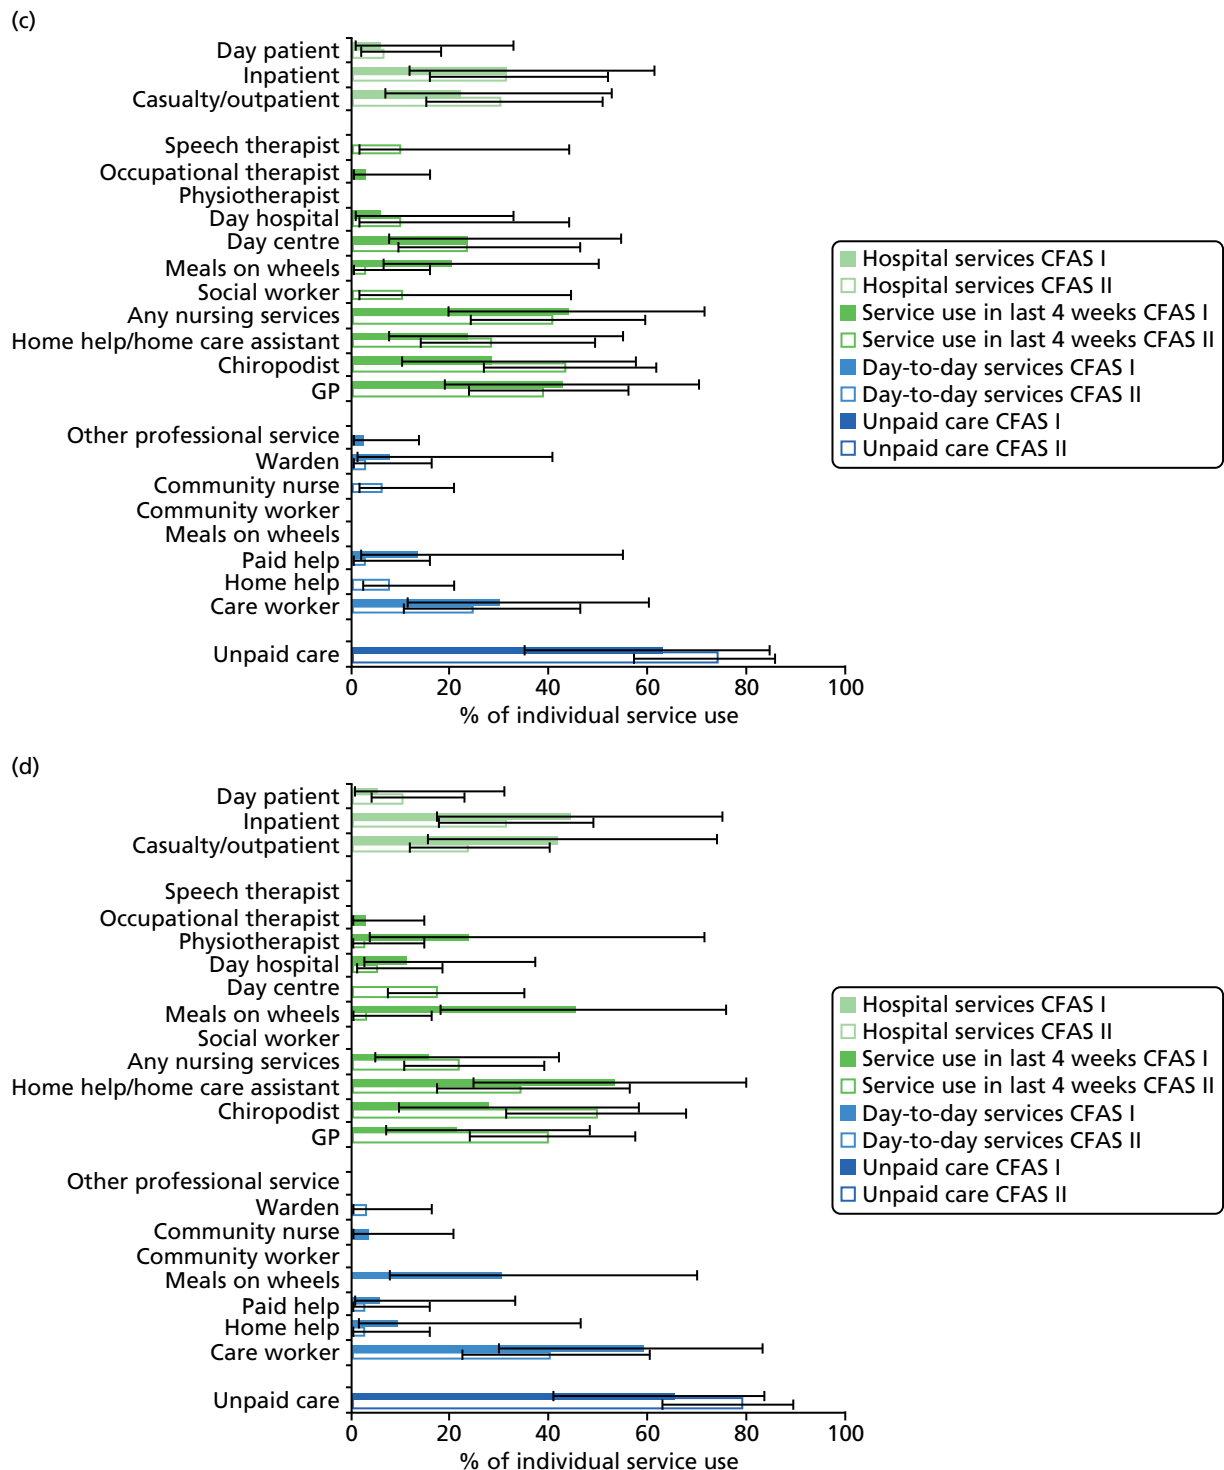 (c)
Day patient
Inpatient
Casualty/outpatient
Speech therapist
Occupational therapist
Physiotherapist
Day hospital
Day centre
Meals on wheels
Social worker
Any nursing services
Home help/home care assistant
Chiropodist
GP
Other professional service
Warden
Community nurse
Community worker
Meals on wheels
Paid help
Home help
Care worker
Unpaid care
0 20 40 60 80 100
% of individual service use
Hospital services CFAS I
Hospital services CFAS II
Service use in last 4 weeks CFAS I
Service use in last 4 weeks CFAS II
Day-to-day services CFAS I
Day-to-day services CFAS II
Unpaid care CFAS I
Unpaid care CFAS II
(d)
Day patient
Inpatient
Casualty/outpatient
Speech therapist
Occupational therapist
Physiotherapist
Day hospital
Day centre
Meals on wheels
Social worker
Any nursing services
Home help/home care assistant
Chiropodist
GP
Other professional service
Warden
Community nurse
Community worker
Meals on wheels
Paid help
Home help
Care worker
Unpaid care
0 20 40 60 80 100
% of individual service use
Hospital services CFAS I
Hospital services CFAS II
Service use in last 4 weeks CFAS I
Service use in last 4 weeks CFAS II
Day-to-day services CFAS I
Day-to-day services CFAS II
Unpaid care CFAS I
Unpaid care CFAS II